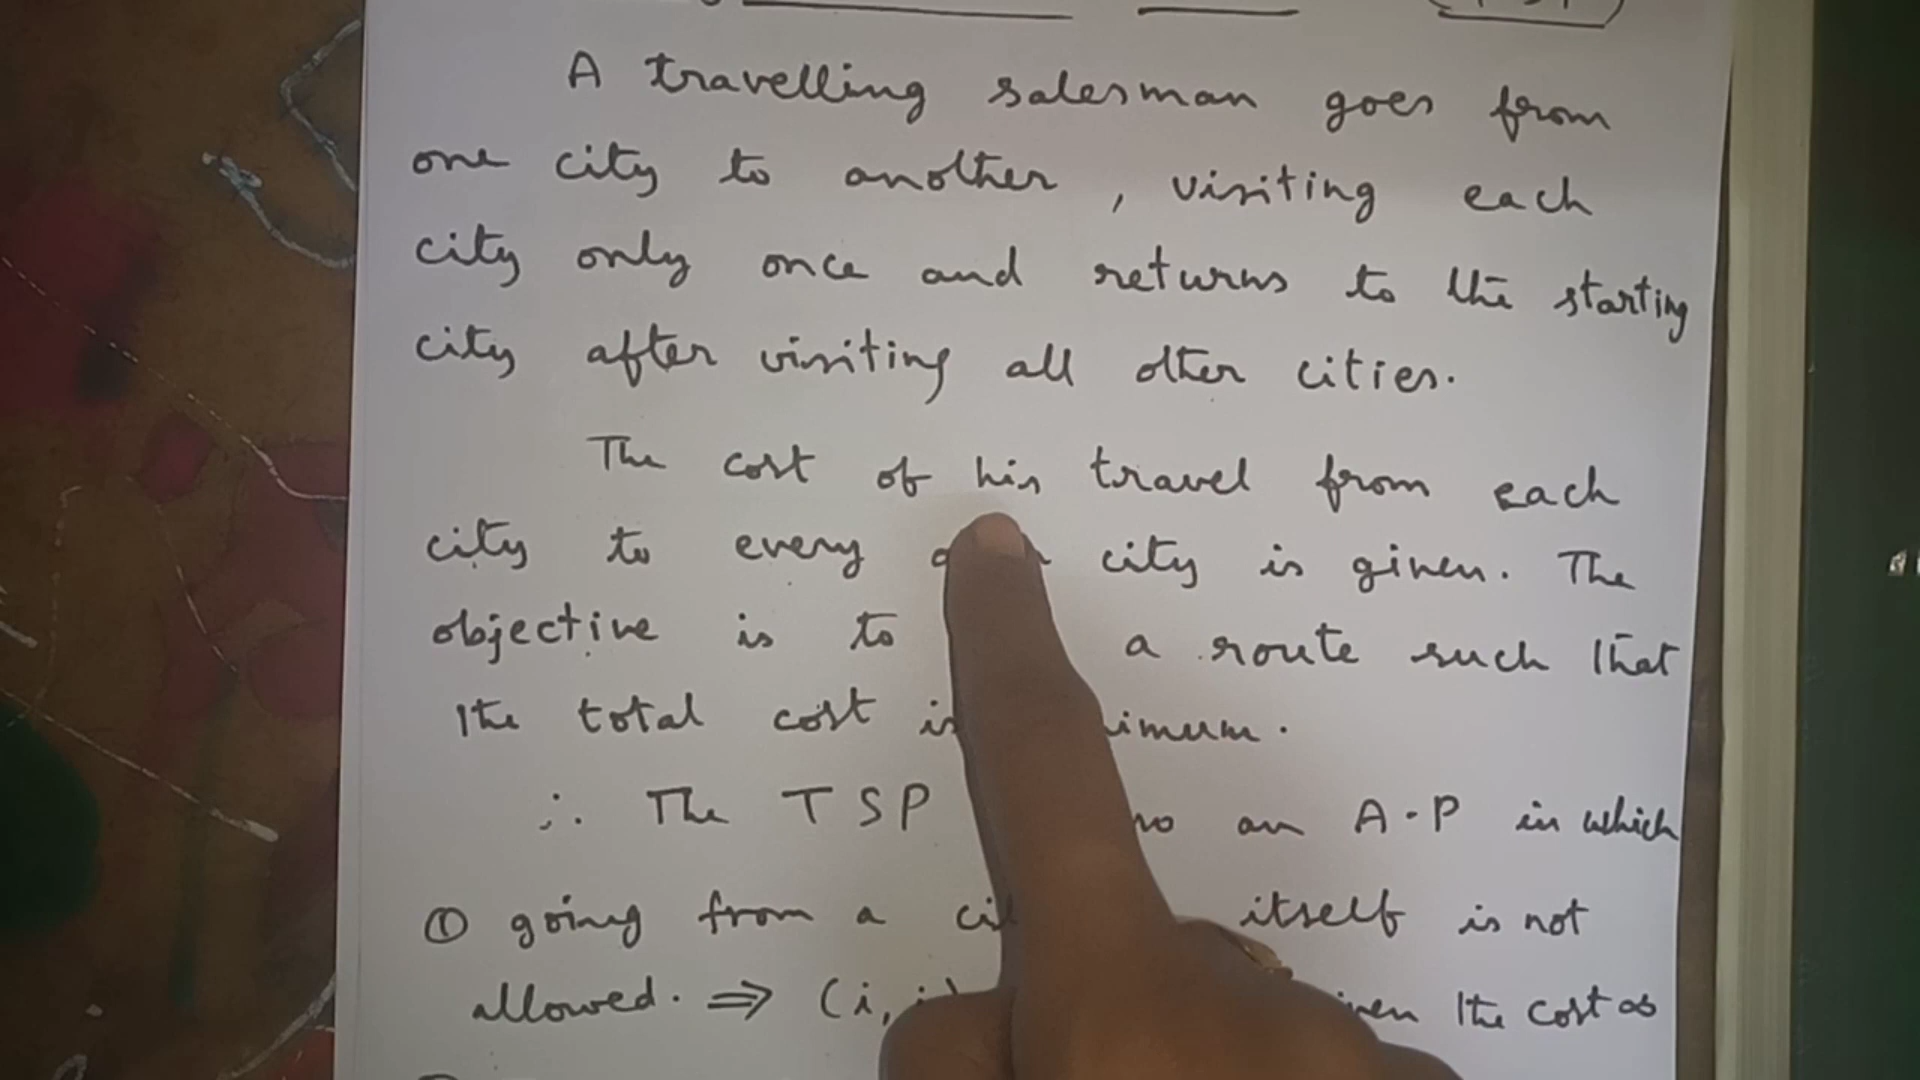 A travelling salesman goes from
one city to another, visiting each
city only once and returns to the starting
city after visiting all other cities.
The cost of his travel from each
city to every city is given. The
objective is to a route such that
the total cost is
∴ The TSP an A.P in which
① going from a itself is not
allowed. ⇒ (i, the cost as